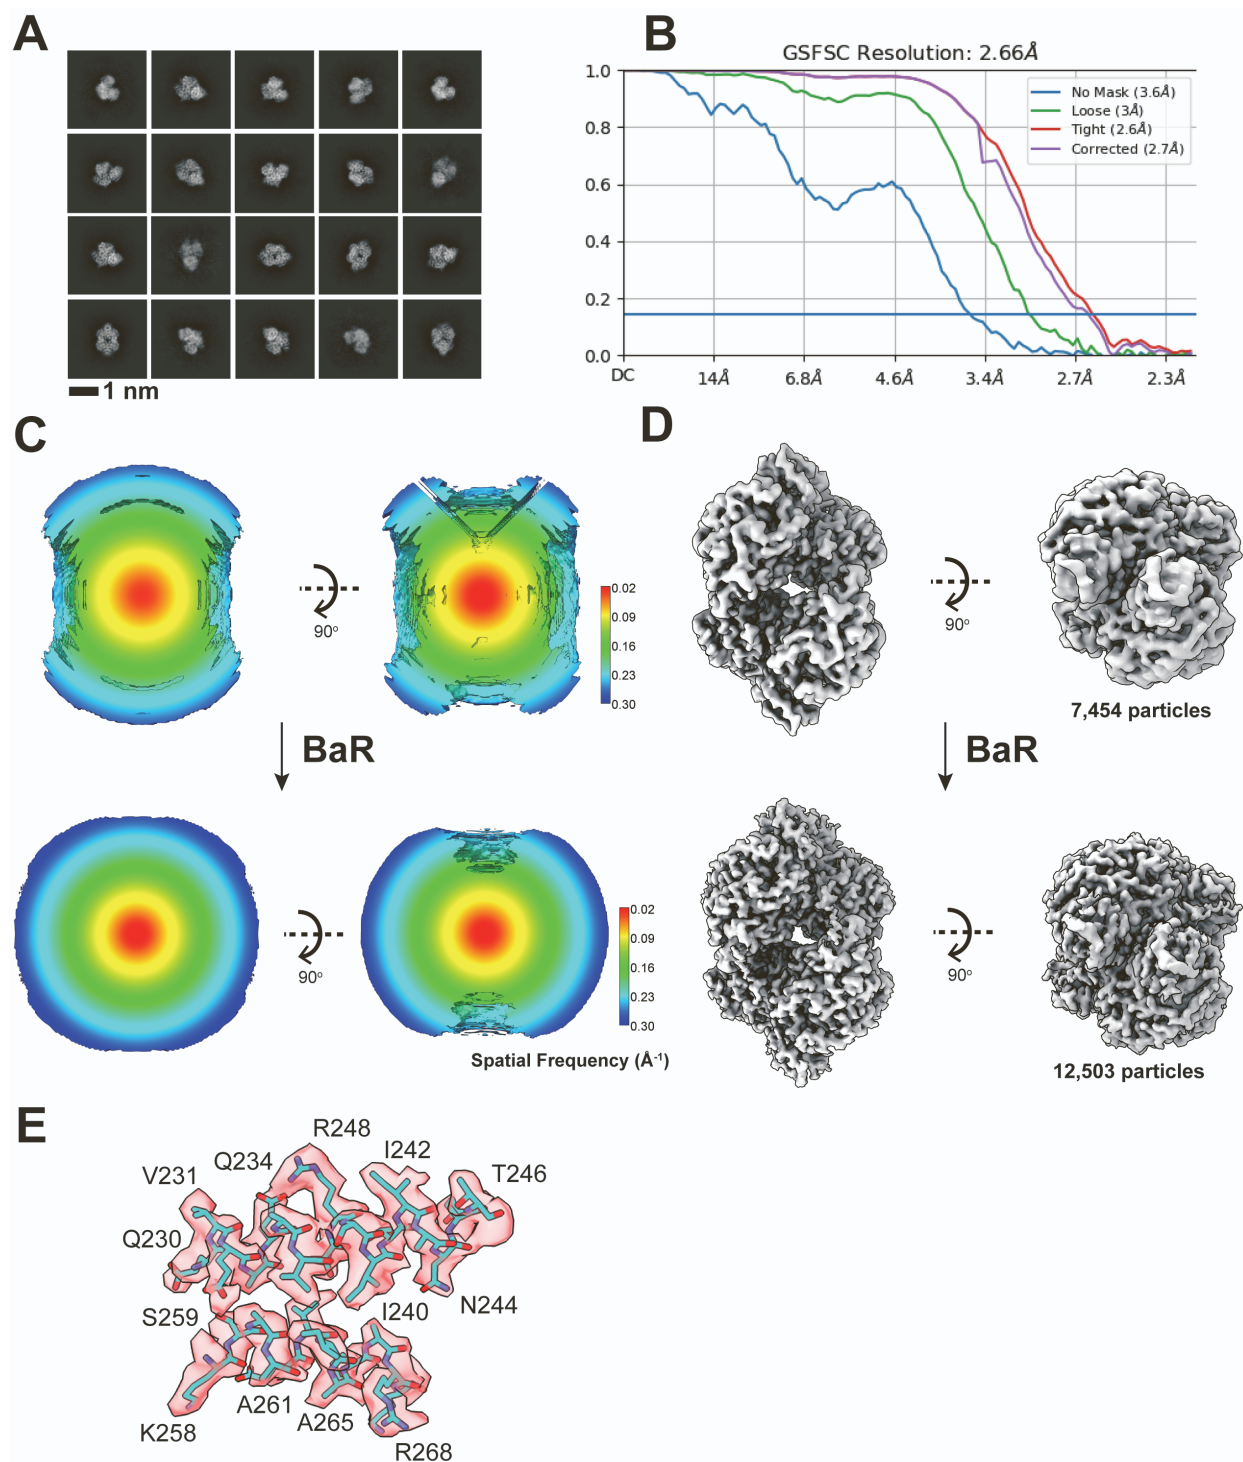 A
1 nm
B
GSFSC Resolution: 2.66Å
1.0
0.8
0.6
0.4
0.2
0.0
No Mask (3.6Å)
Loose (3Å)
Tight (2.6Å)
Corrected (2.7Å)
DC 14Å 6.8Å 4.6Å 3.4Å 2.7Å 2.3Å
C
90°
0.02
0.09
0.16
0.23
0.30
BaR
90°
0.02
0.09
0.16
0.23
0.30
Spatial Frequency (Å⁻¹)
D
90°
7,454 particles
BaR
90°
12,503 particles
E
R248
Q234
I242
V231
T246
Q230
S259
I240
N244
A261
A265
K258
R268